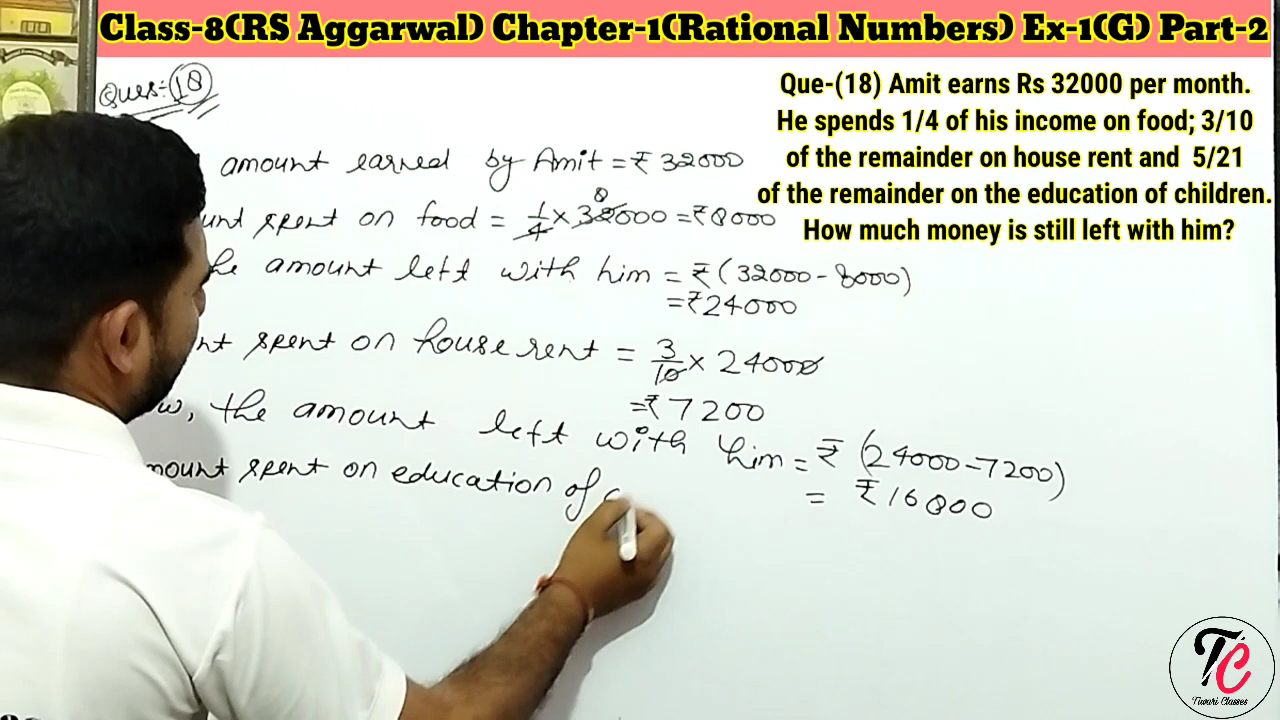 Class-8(RS Aggarwal) Chapter-1(Rational Numbers) Ex-1(G) Part-2
Ques:-(18)
Que-(18) Amit earns Rs 32000 per month.
He spends 1/4 of his income on food; 3/10
of the remainder on house rent and 5/21
of the remainder on the education of children.
How much money is still left with him?
amount earned by Amit = ₹ 32000
spent on food = 1/4 × 32000 = ₹8000
8
amount left with him = ₹ (32000 - 8000)
= ₹24000
spent on house rent = 3/10 × 24000
= ₹7200
the amount left with him = ₹ (24000-7200)
= ₹16800
spent on education of
TC
Tiwari Classes